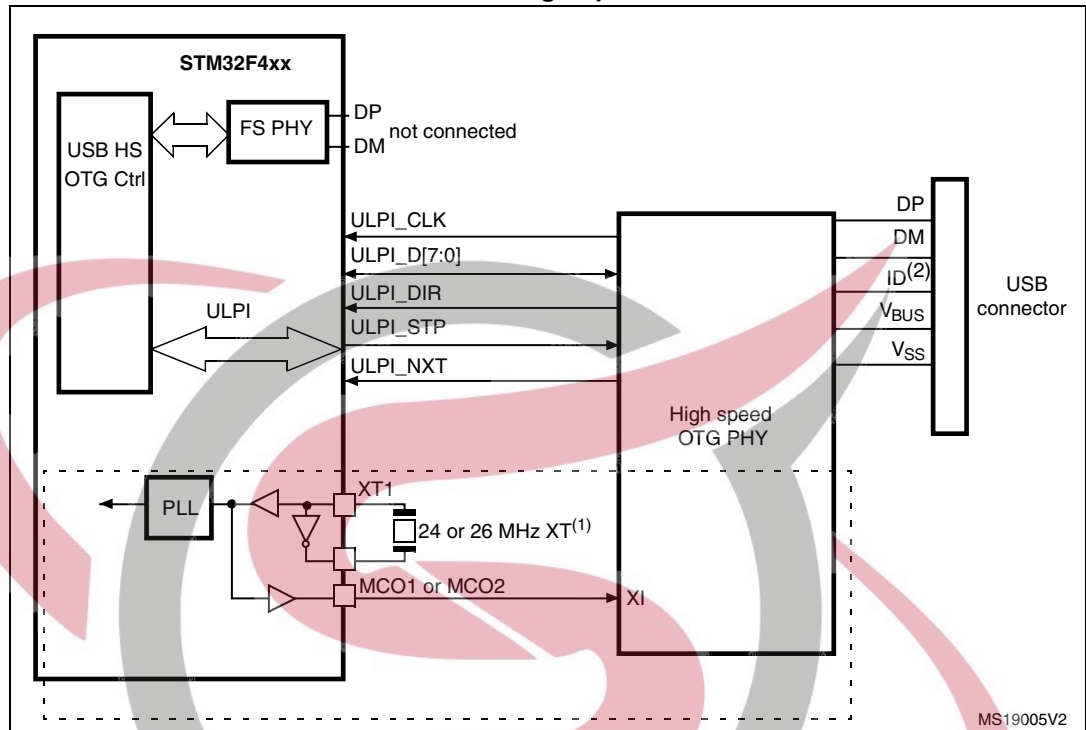 STM32F4xx
USB HS
OTG Ctrl
FS PHY
DP
DM
not connected
ULPI_CLK
ULPI_D[7:0]
ULPI_DIR
ULPI
ULPI_STP
ULPI_NXT
High speed
OTG PHY
DP
DM
ID(2)
VBUS
VSS
USB
connector
PLL
XT1
24 or 26 MHz XT(1)
MCO1 or MCO2
XI
MS19005V2